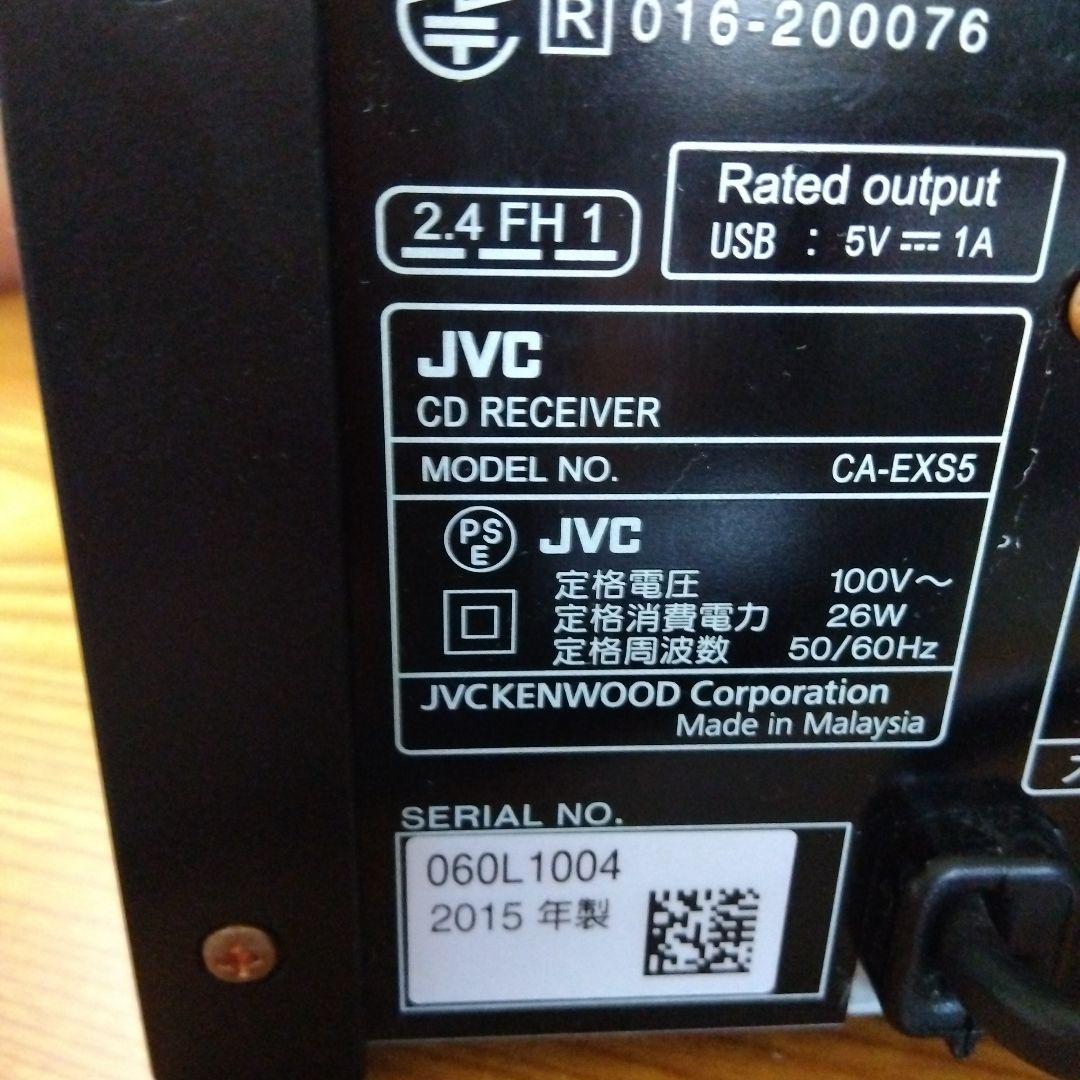 R 016-200076
Rated output
USB : 5V⎓1A
2.4 FH 1
JVC
CD RECEIVER
MODEL NO. CA-EXS5
PS E JVC
定格電圧 100V～
定格消費電力 26W
定格周波数 50/60Hz
JVCKENWOOD Corporation
Made in Malaysia
SERIAL NO.
060L1004
2015 年製